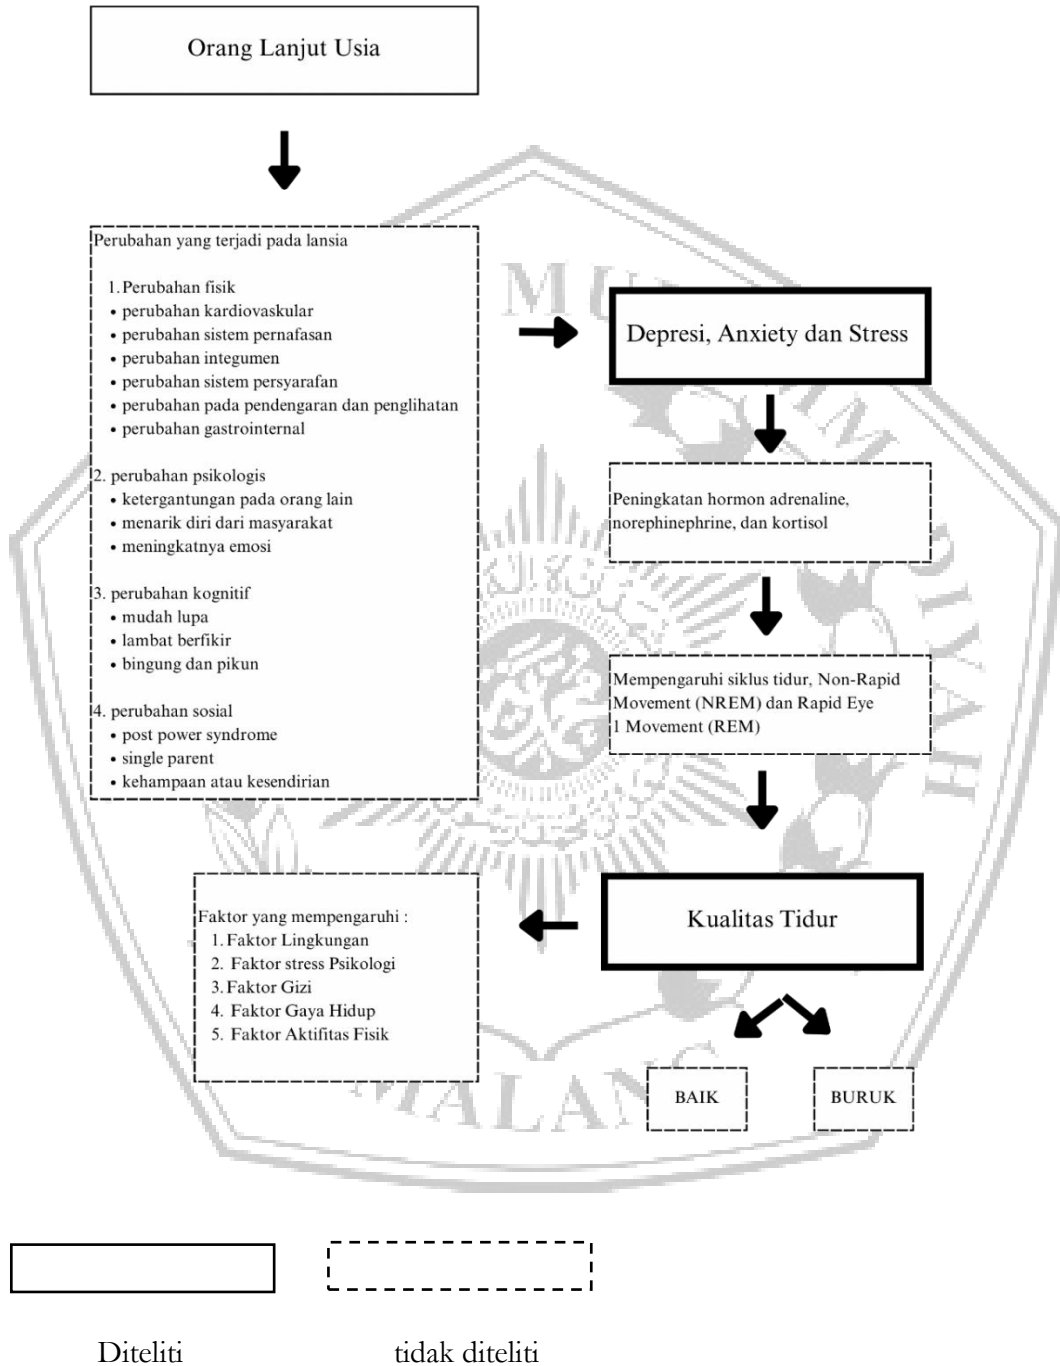 Orang Lanjut Usia
Perubahan yang terjadi pada lansia
1. Perubahan fisik
• perubahan kardiovaskular
• perubahan sistem pernafasan
• perubahan integumen
• perubahan sistem persyarafan
• perubahan pada pendengaran dan penglihatan
• perubahan gastrointernal
2. perubahan psikologis
• ketergantungan pada orang lain
• menarik diri dari masyarakat
• meningkatnya emosi
3. perubahan kognitif
• mudah lupa
• lambat berfikir
• bingung dan pikun
4. perubahan sosial
• post power syndrome
• single parent
• kehampaan atau kesendirian
Depresi, Anxiety dan Stress
Peningkatan hormon adrenaline,
norephinephrine, dan kortisol
Mempengaruhi siklus tidur, Non-Rapid
Movement (NREM) dan Rapid Eye
1 Movement (REM)
Kualitas Tidur
Faktor yang mempengaruhi :
1. Faktor Lingkungan
2. Faktor stress Psikologi
3. Faktor Gizi
4. Faktor Gaya Hidup
5. Faktor Aktifitas Fisik
BAIK
BURUK
MALANG
Diteliti
tidak diteliti